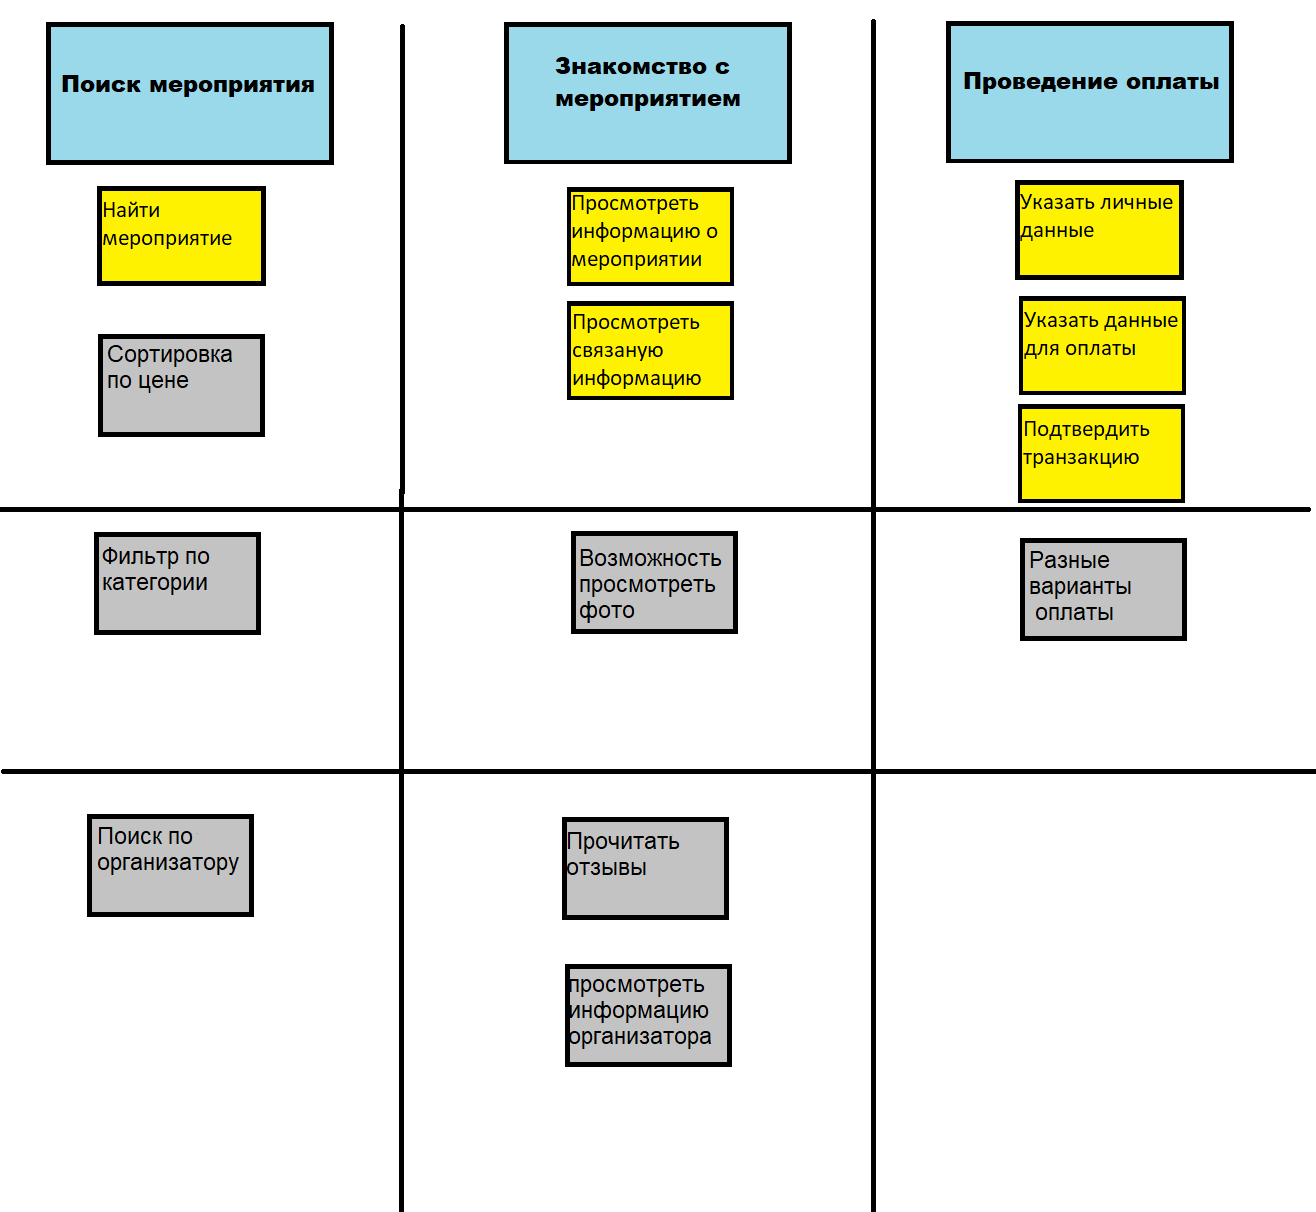 Поиск мероприятия
Знакомство с
мероприятием
Проведение оплаты
Найти
мероприятие
Просмотреть
информацию о
мероприятии
Указать личные
данные
Сортировка
по цене
Просмотреть
связаную
информацию
Указать данные
для оплаты
Подтвердить
транзакцию
Фильтр по
категории
Возможность
просмотреть
фото
Разные
варианты
оплаты
Поиск по
организатору
Прочитать
отзывы
просмотреть
информацию
организатора